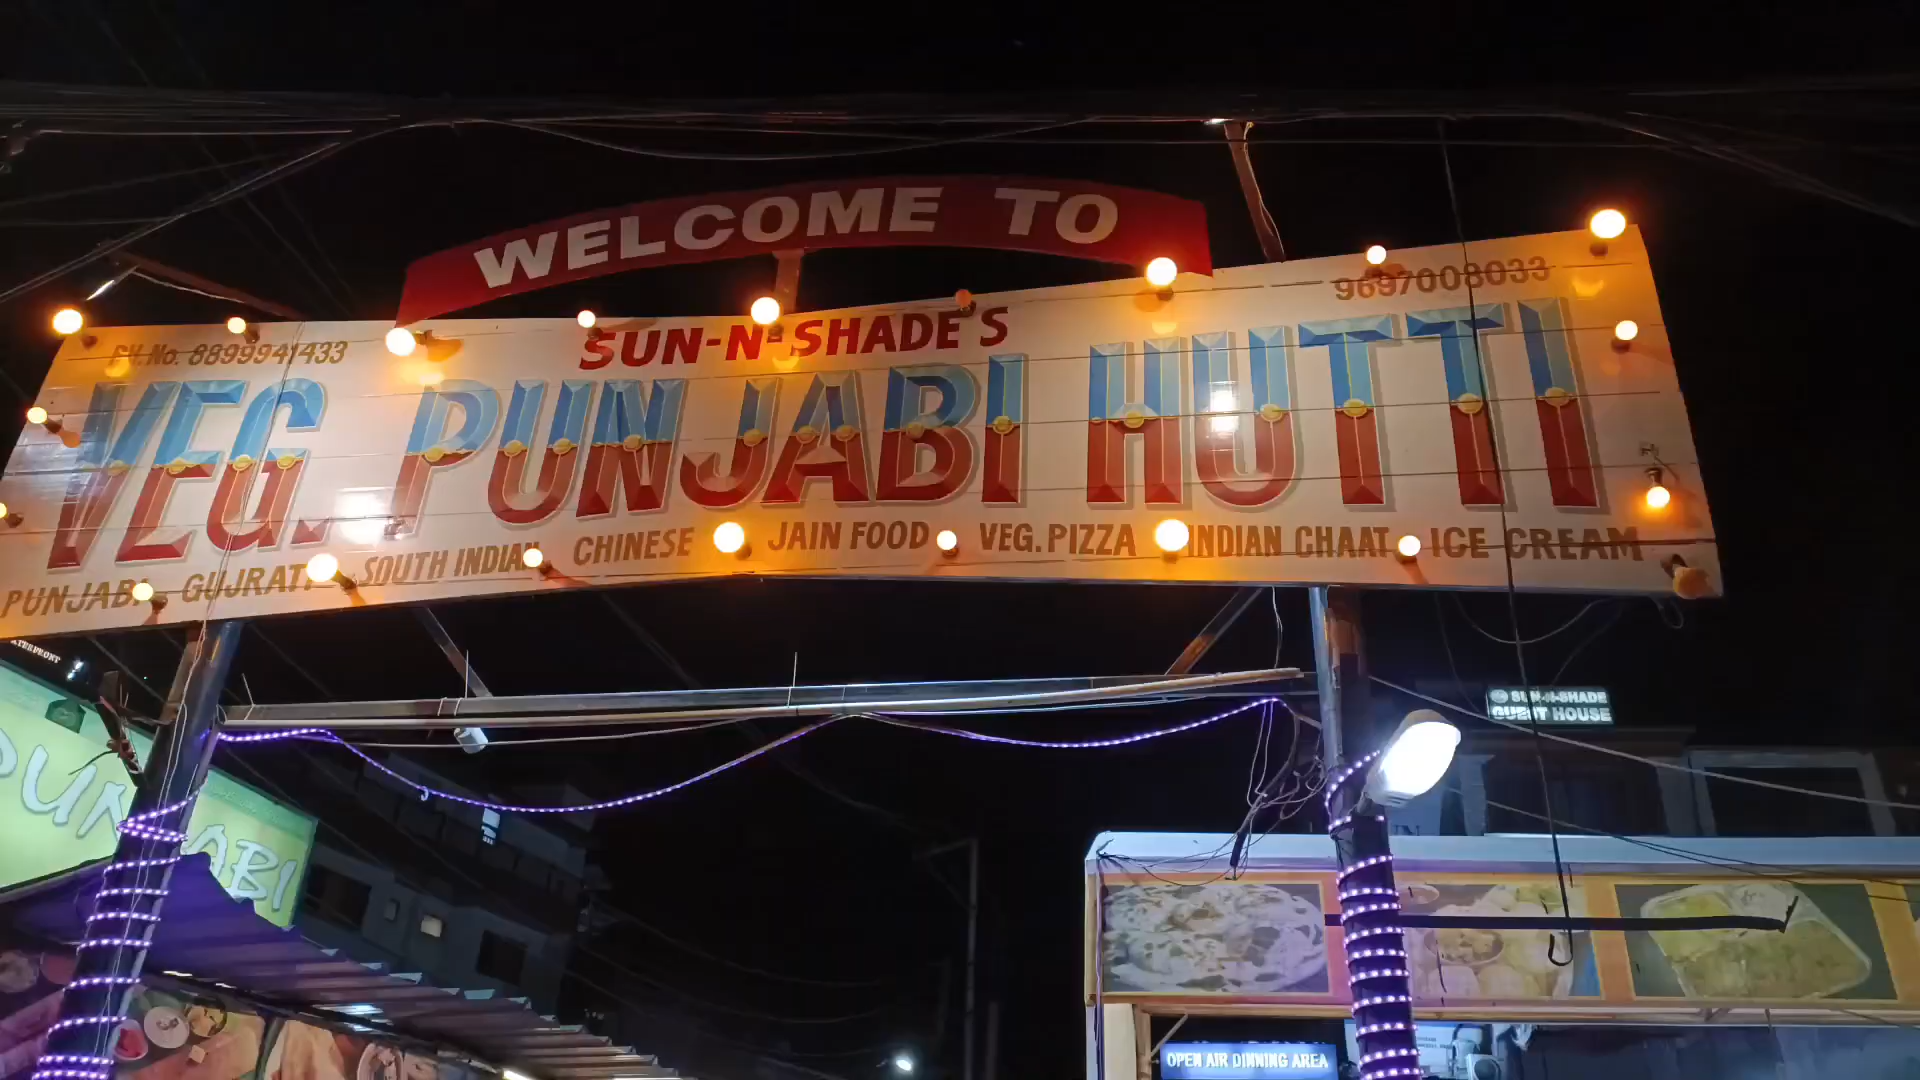 WELCOME TO
PH.No. 8899941433
SUN-N-SHADE'S
9697008033
VEG. PUNJABI HUTTI
PUNJABI GUJRATI SOUTH INDIAN CHINESE JAIN FOOD VEG. PIZZA INDIAN CHAAT ICE CREAM
SUN-N-SHADE
GUEST HOUSE
PUNJABI
OPEN AIR DINNING AREA